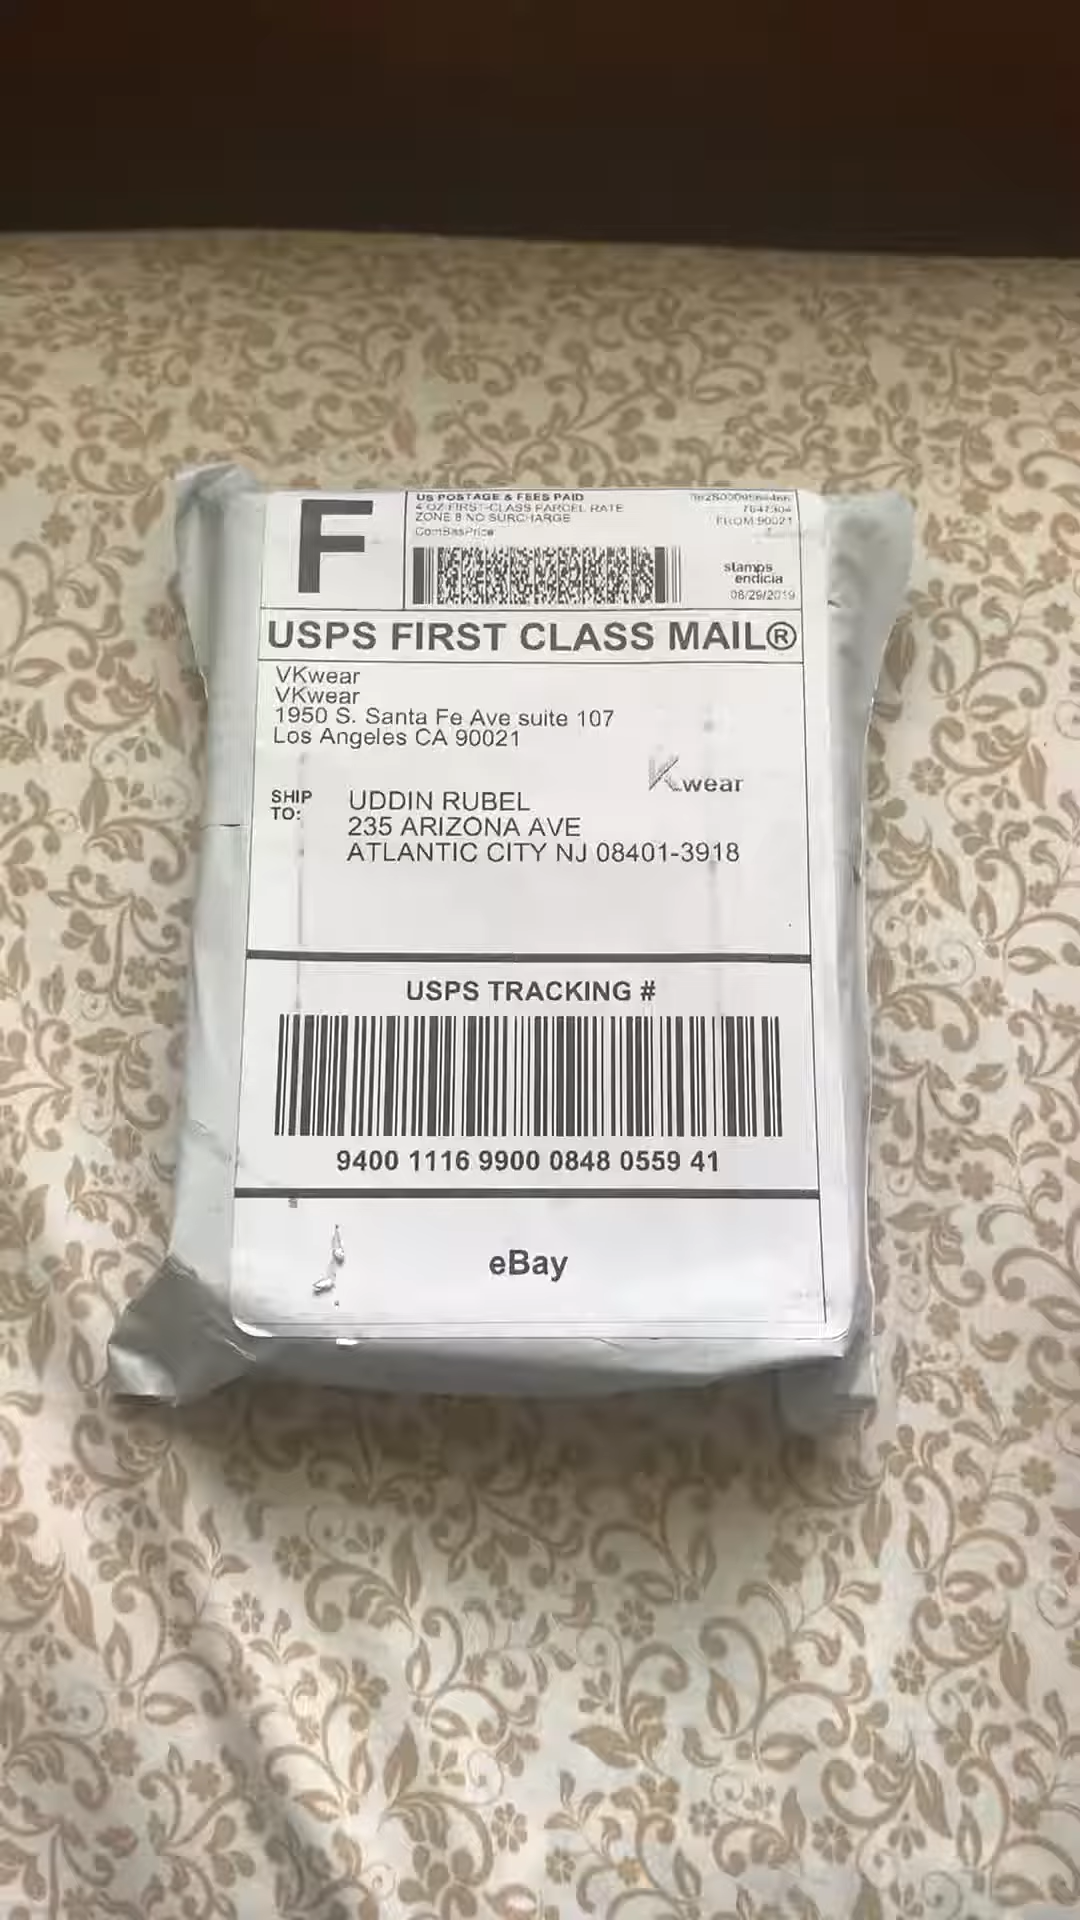 F
US POSTAGE & FEES PAID
4 OZ FIRST-CLASS PARCEL RATE
ZONE 8 NO SURCHARGE
ComBasPrice
7647304
FROM 90021
stamps
endicia
08/29/2019
USPS FIRST CLASS MAIL®
VKwear
VKwear
1950 S. Santa Fe Ave suite 107
Los Angeles CA 90021
Kwear
SHIP
TO:
UDDIN RUBEL
235 ARIZONA AVE
ATLANTIC CITY NJ 08401-3918
USPS TRACKING #
9400 1116 9900 0848 0559 41
eBay